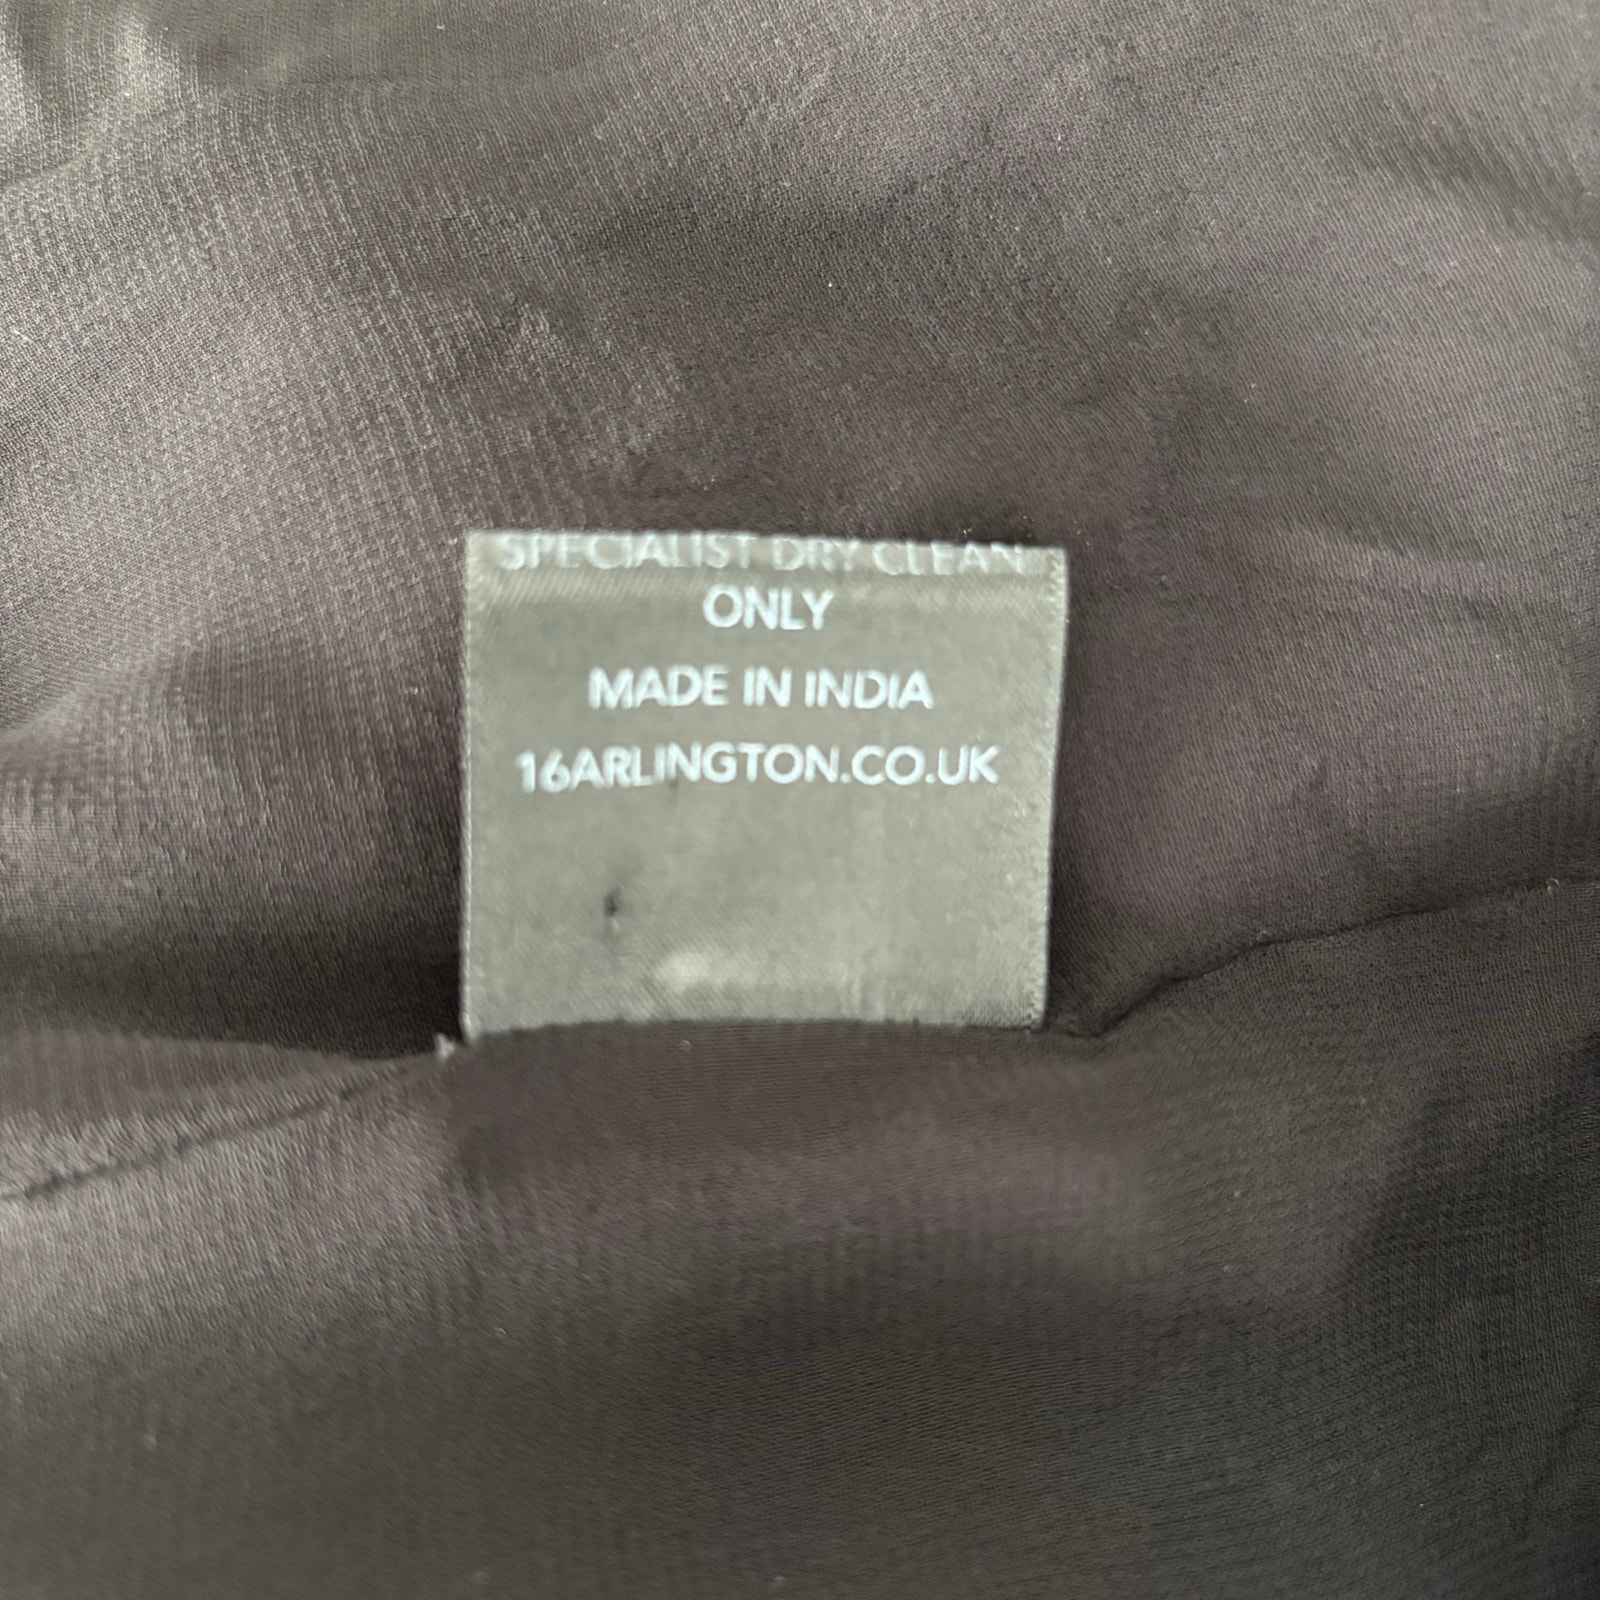 SPECIALIST DRY CLEAN
ONLY
MADE IN INDIA
16ARLINGTON.CO.UK